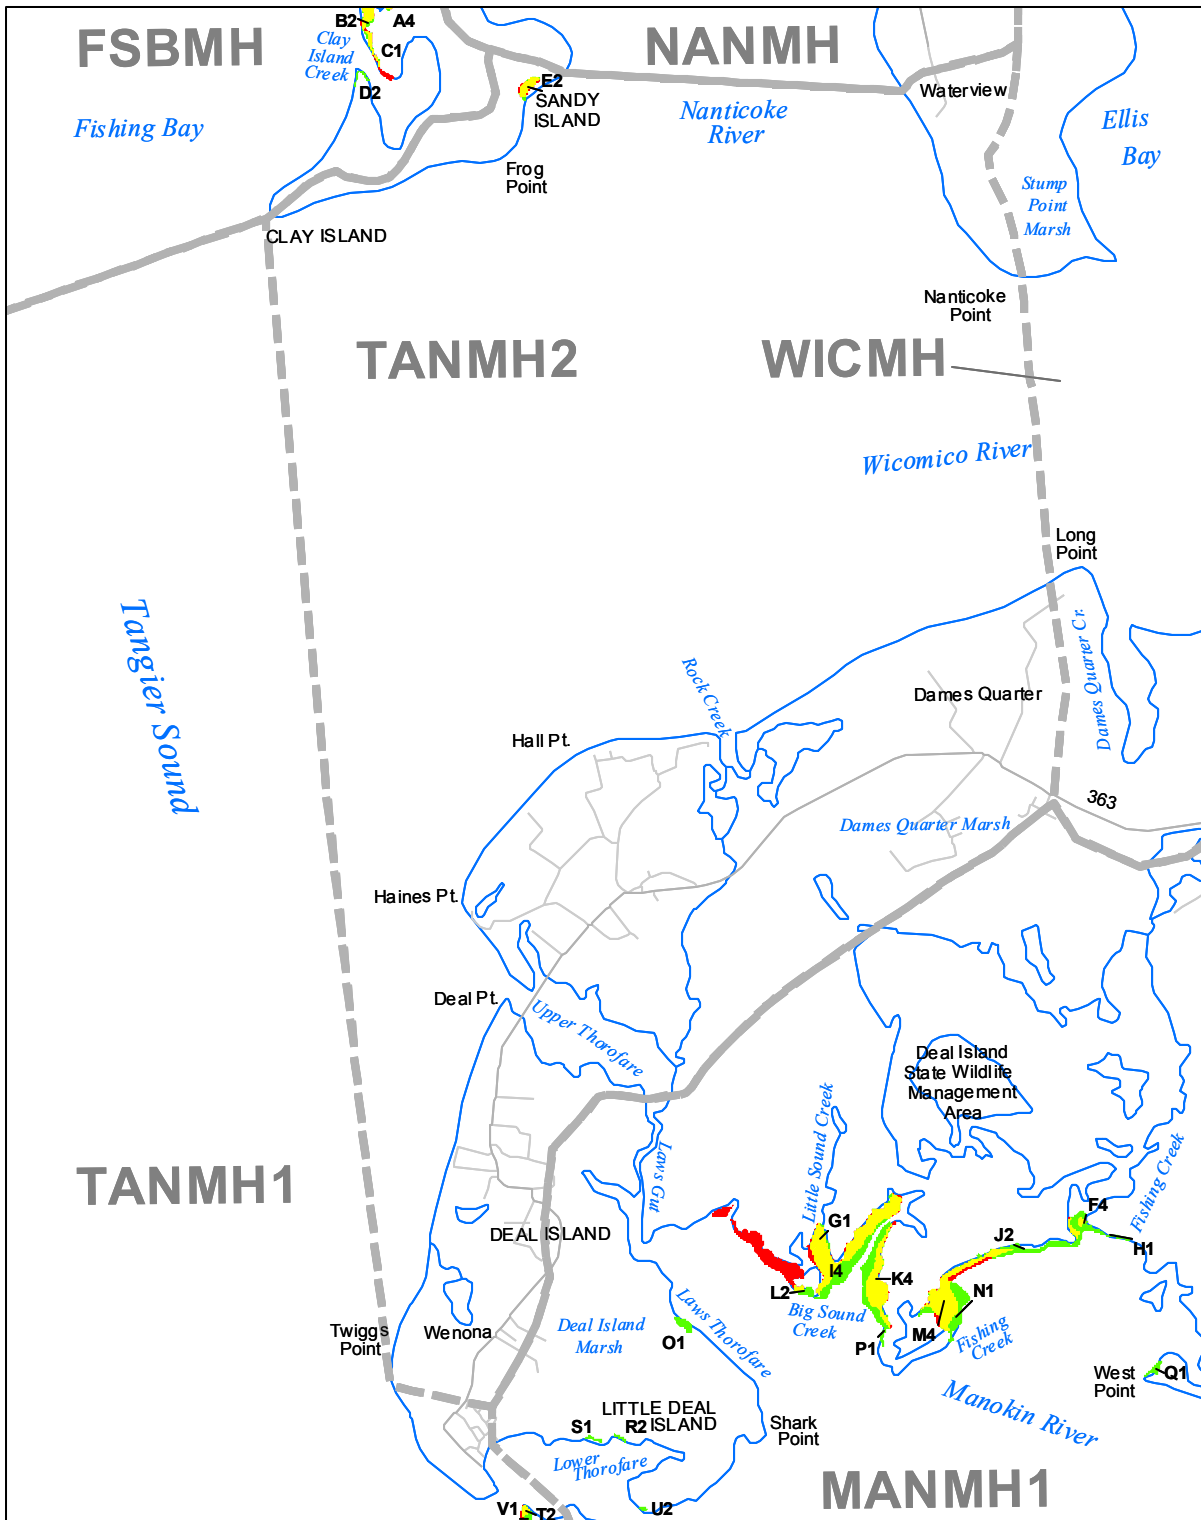 B2
A4
FSBMH
Clay
Island
Creek
C1
NANMH
D2
E2
SANDY
ISLAND
Waterview
Fishing Bay
Nanticoke
River
Ellis
Bay
Frog
Point
Stump
Point
Marsh
CLAY ISLAND
Nanticoke
Point
TANMH2
WICMH
Wicomico River
Long
Point
Tangier Sound
Rock Creek
Dames Quarter Cr.
Dames Quarter
Hall Pt.
363
Dames Quarter Marsh
Haines Pt.
Deal Pt.
Upper Thorofare
Deal Island
State Wildlife
Management
Area
Little Sound Creek
Laws Gut
TANMH1
Fishing Creek
DEAL ISLAND
G1
F4
J2
H1
I4
K4
L2
N1
Big Sound
Creek
M4
Laws Thorofare
Twiggs
Point
Wenona
Deal Island
Marsh
O1
P1
Fishing
Creek
West
Point
Q1
Manokin River
LITTLE DEAL
ISLAND
S1
R2
Shark
Point
Lower
Thorofare
MANMH1
V1
T2
U2